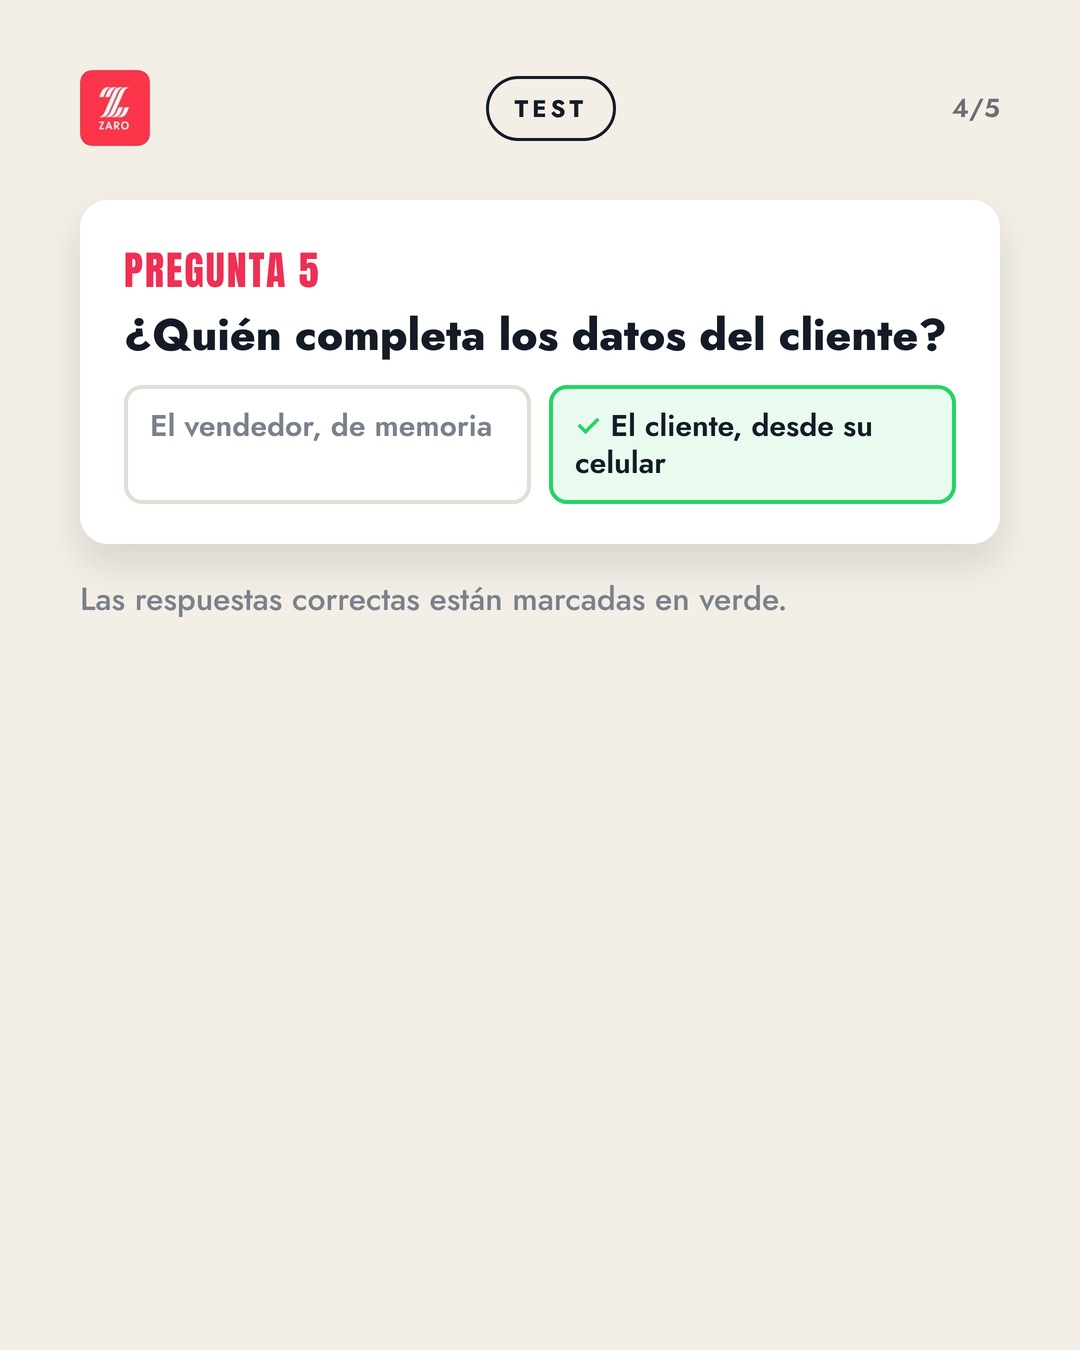 ZARO
TEST
4/5
PREGUNTA 5
¿Quién completa los datos del cliente?
El vendedor, de memoria
✓ El cliente, desde su
celular
Las respuestas correctas están marcadas en verde.